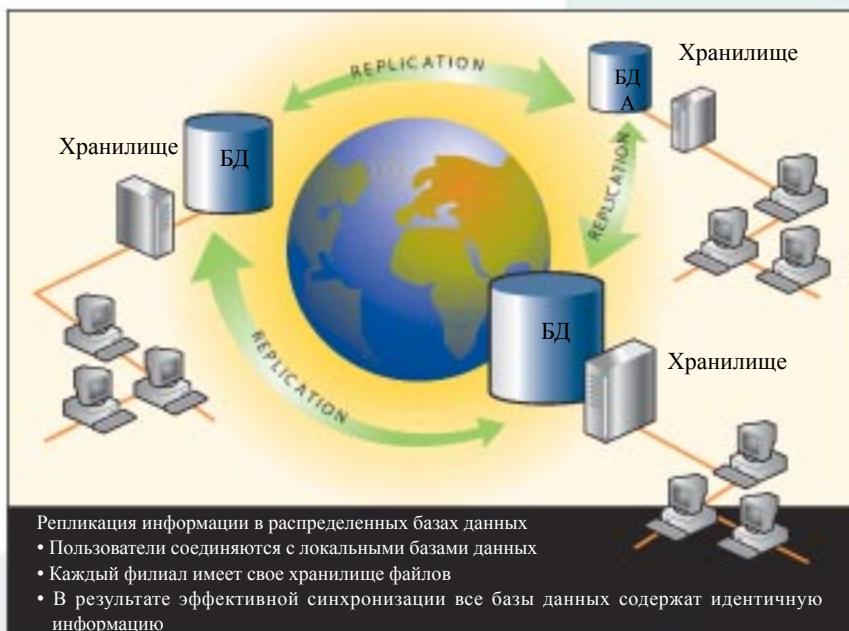 REPLICATION
Хранилище
БД
А
Хранилище
БД
REPLICATION
REPLICATION
БД
Хранилище
Репликация информации в распределенных базах данных
• Пользователи соединяются с локальными базами данных
• Каждый филиал имеет свое хранилище файлов
• В результате эффективной синхронизации все базы данных содержат идентичную
информацию